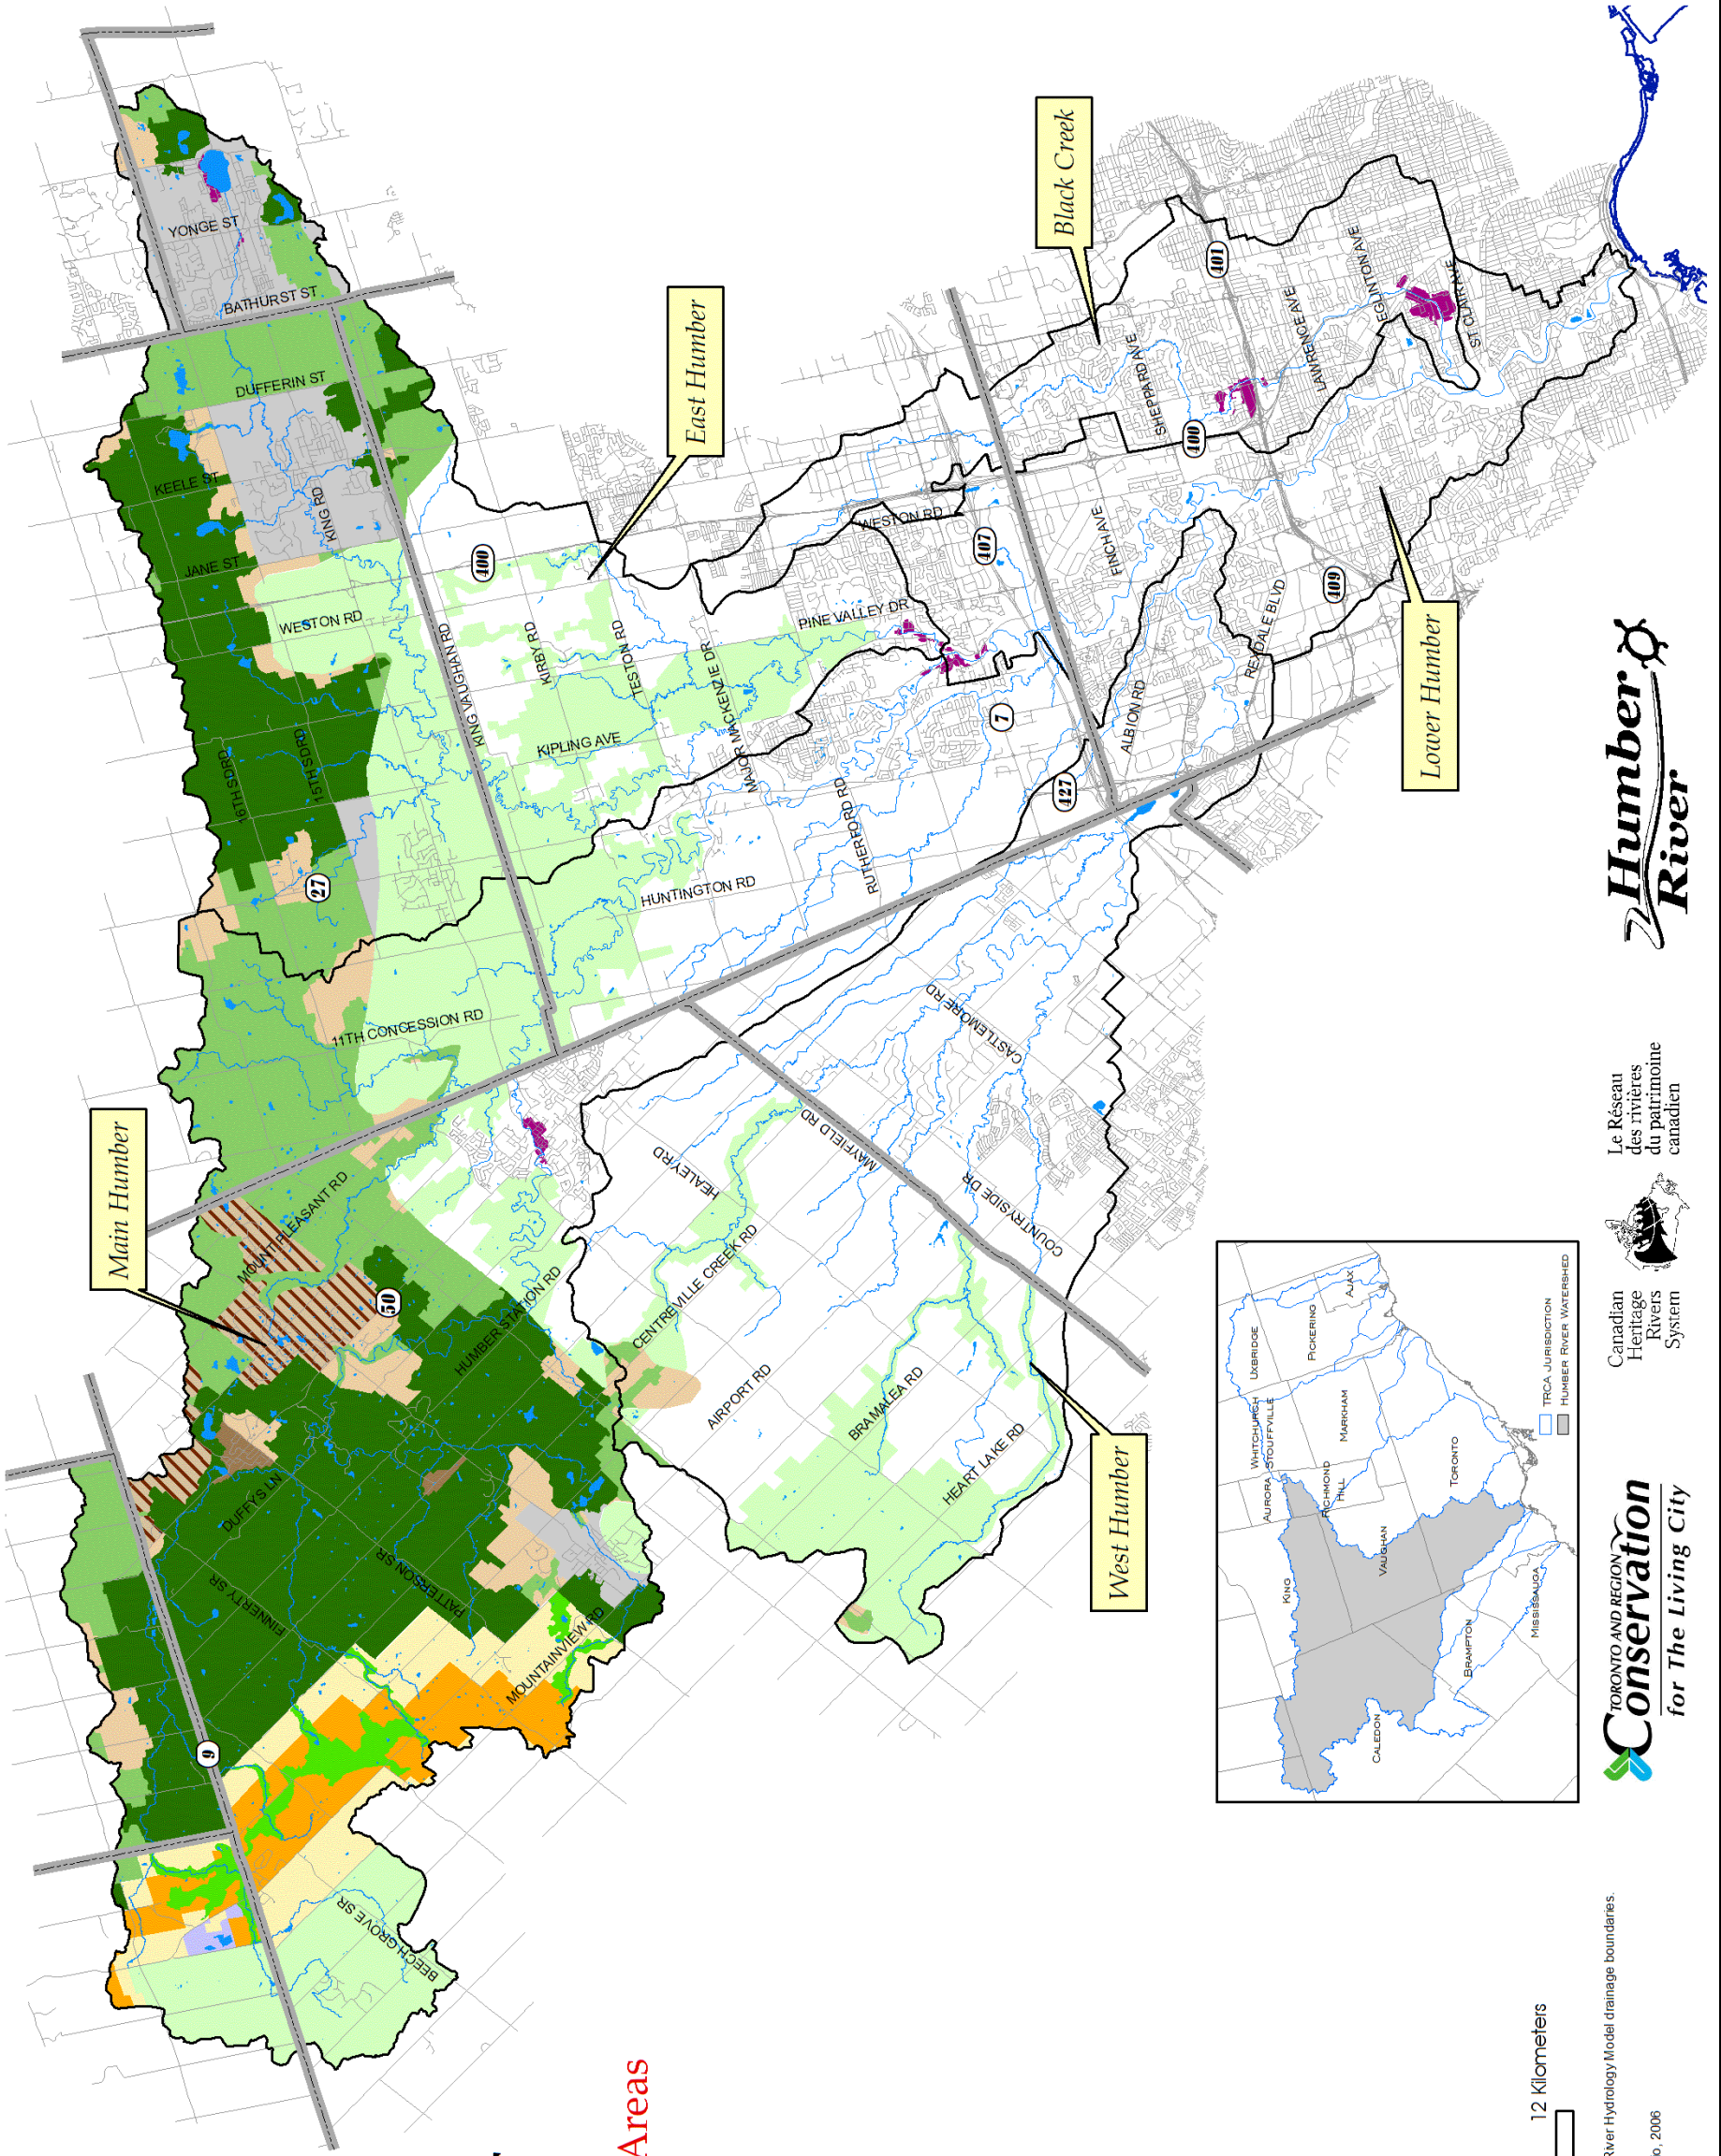 Main Humber
East Humber
Black Creek
West Humber
Lower Humber
YONGE ST
BATHURST ST
DUFFERIN ST
KEELE ST
KING RD
JANE ST
WESTON RD
16TH SDRD
15TH SDRD
27
KING VAUGHAN RD
400
KIRBY RD
TESTON RD
MAJOR MACKENZIE DR
PINE VALLEY DR
WESTON RD
KIPLING AVE
RUTHERFORD RD
HUNTINGTON RD
11TH CONCESSION RD
407
7
427
ALBION RD
FINCH AVE
SHEPPARD AVE
400
401
LAWRENCE AVE
EGLINTON AVE
ST CLAIR AVE
REXDALE BLVD
409
MOUNT PLEASANT RD
50
HUMBER STATION RD
DUFFYS LN
FINNERTY SR
PATTERSON SR
MOUNTAINVIEW RD
9
BEECH GROVE SR
HEALEY RD
CENTREVILLE CREEK RD
AIRPORT RD
BRAMALEA RD
HEART LAKE RD
MAYFIELD RD
COUNTRYSIDE DR
CASTLEMORE RD
Areas
12 Kilometers
River Hydrology Model drainage boundaries.
o, 2006
UXBRIDGE
PICKERING
AJAX
WHITCHURCH
STOUFFVILLE
AURORA
MARKHAM
RICHMOND
HILL
TORONTO
KING
VAUGHAN
CALEDON
BRAMPTON
MISSISSAUGA
TRCA JURISDICTION
HUMBER RIVER WATERSHED
TORONTO AND REGION
Conservation
for The Living City
Canadian
Heritage
Rivers
System
Le Réseau
des rivières
du patrimoine
canadien
Humber
River